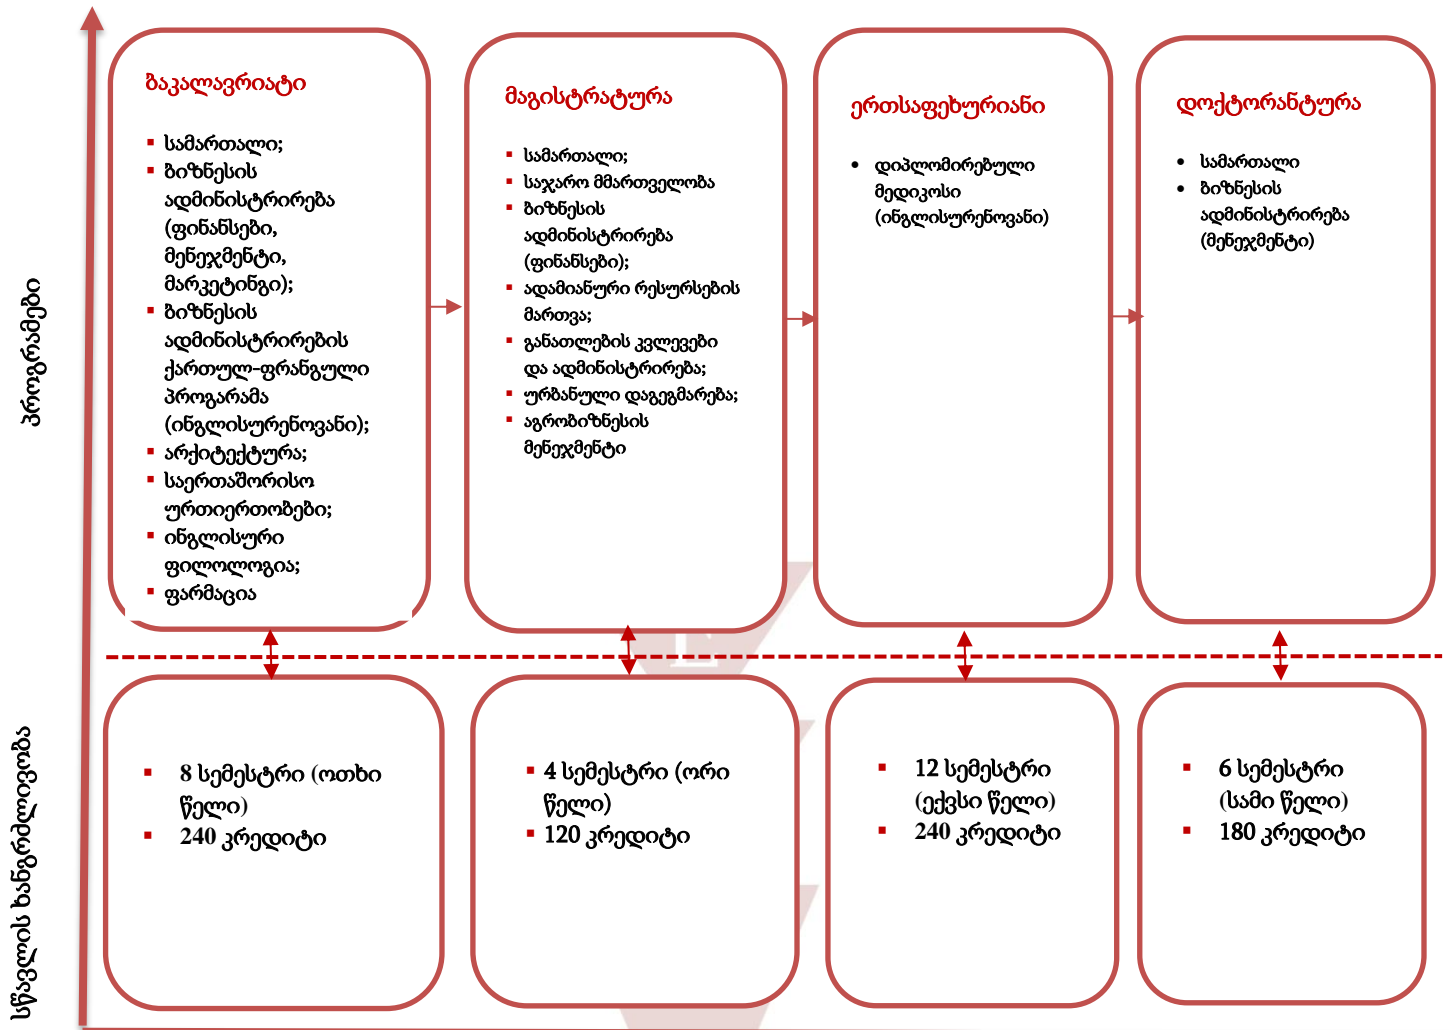 პროგრამები
ბაკალავრიატი
სამართალი;
ბიზნესის
ადმინისტრირება
(ფინანსები,
მენეჯმენტი,
მარკეტინგი);
ბიზნესის
ადმინისტრირების
ქართულ-ფრანგული
პროგარამა
(ინგლისურენოვანი);
არქიტექტურა;
საერთაშორისო
ურთიერთობები;
ინგლისური
ფილოლოგია;
ფარმაცია
მაგისტრატურა
სამართალი;
საჯარო მმართველობა
ბიზნესის
ადმინისტრირება
(ფინანსები);
ადამიანური რესურსების
მართვა;
განათლების კვლევები
და ადმინისტრირება;
ურბანული დაგეგმარება;
აგრობიზნესის
მენეჯმენტი
ერთსაფეხურიანი
დიპლომირებული
მედიკოსი
(ინგლისურენოვანი)
დოქტორანტურა
სამართალი
ბიზნესის
ადმინისტრირება
(მენეჯმენტი)
სწავლის ხანგრძლივობა
8 სემესტრი (ოთხი
წელი)
240 კრედიტი
4 სემესტრი (ორი
წელი)
120 კრედიტი
12 სემესტრი
(ექვსი წელი)
240 კრედიტი
6 სემესტრი
(სამი წელი)
180 კრედიტი